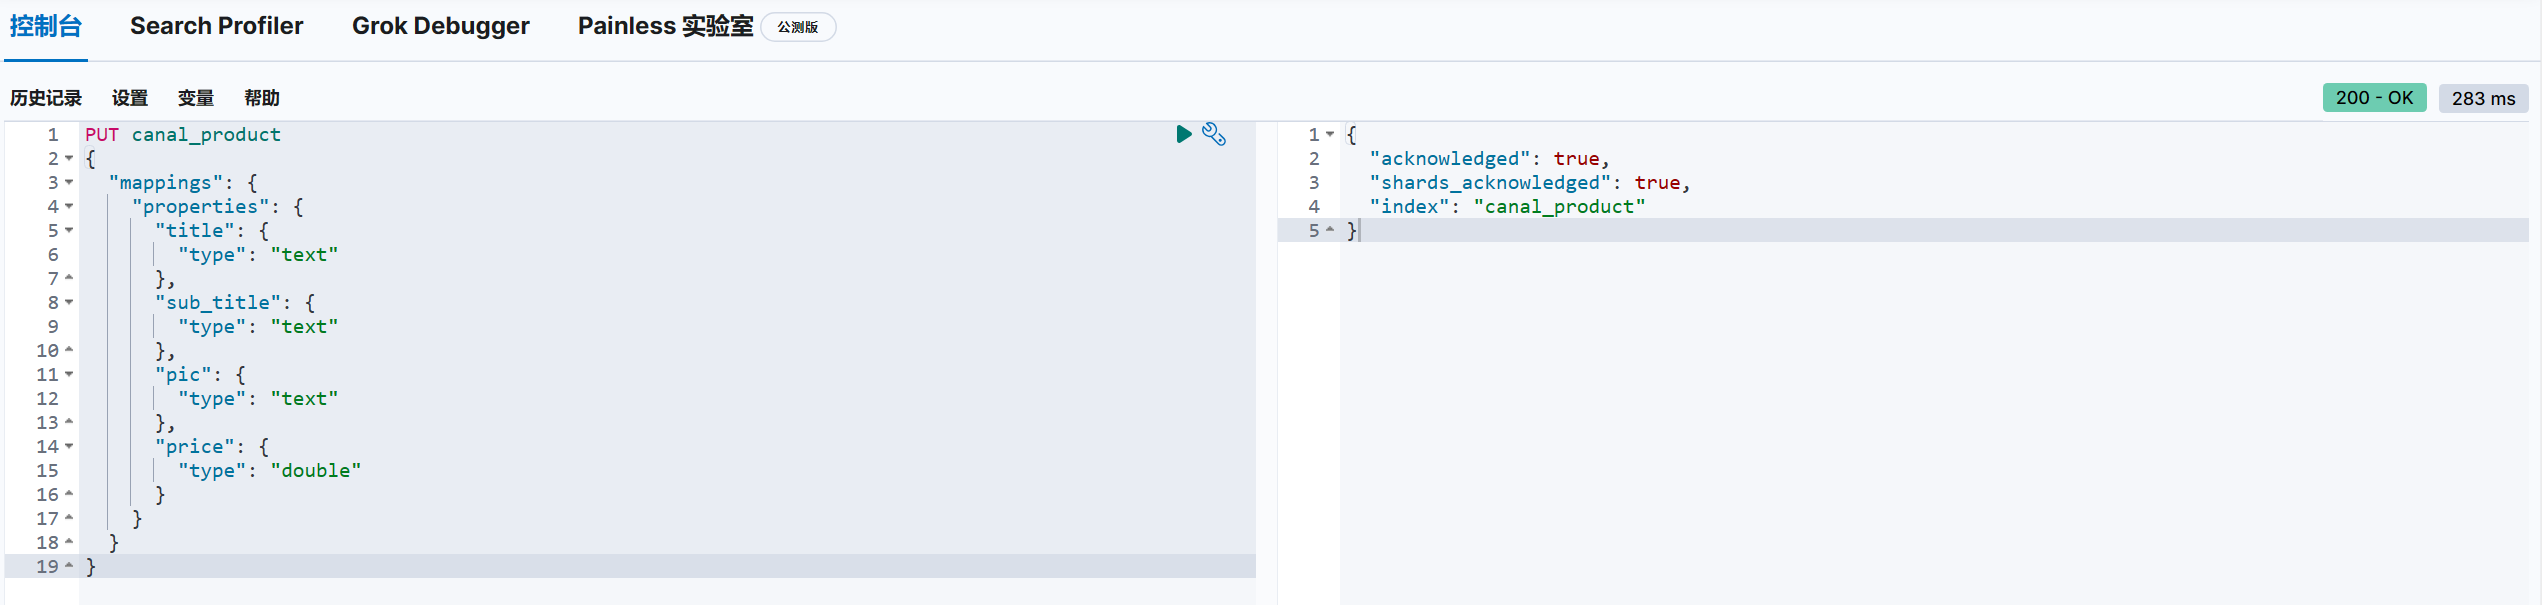 控制台 Search Profiler Grok Debugger Painless 实验室 公测版
历史记录 设置 变量 帮助 200 - OK 283 ms
1 PUT canal_product
2 {
3 "mappings": {
4 "properties": {
5 "title": {
6 "type": "text"
7 },
8 "sub_title": {
9 "type": "text"
10 },
11 "pic": {
12 "type": "text"
13 },
14 "price": {
15 "type": "double"
16 }
17 }
18 }
19 }
1 {
2 "acknowledged": true,
3 "shards_acknowledged": true,
4 "index": "canal_product"
5 }